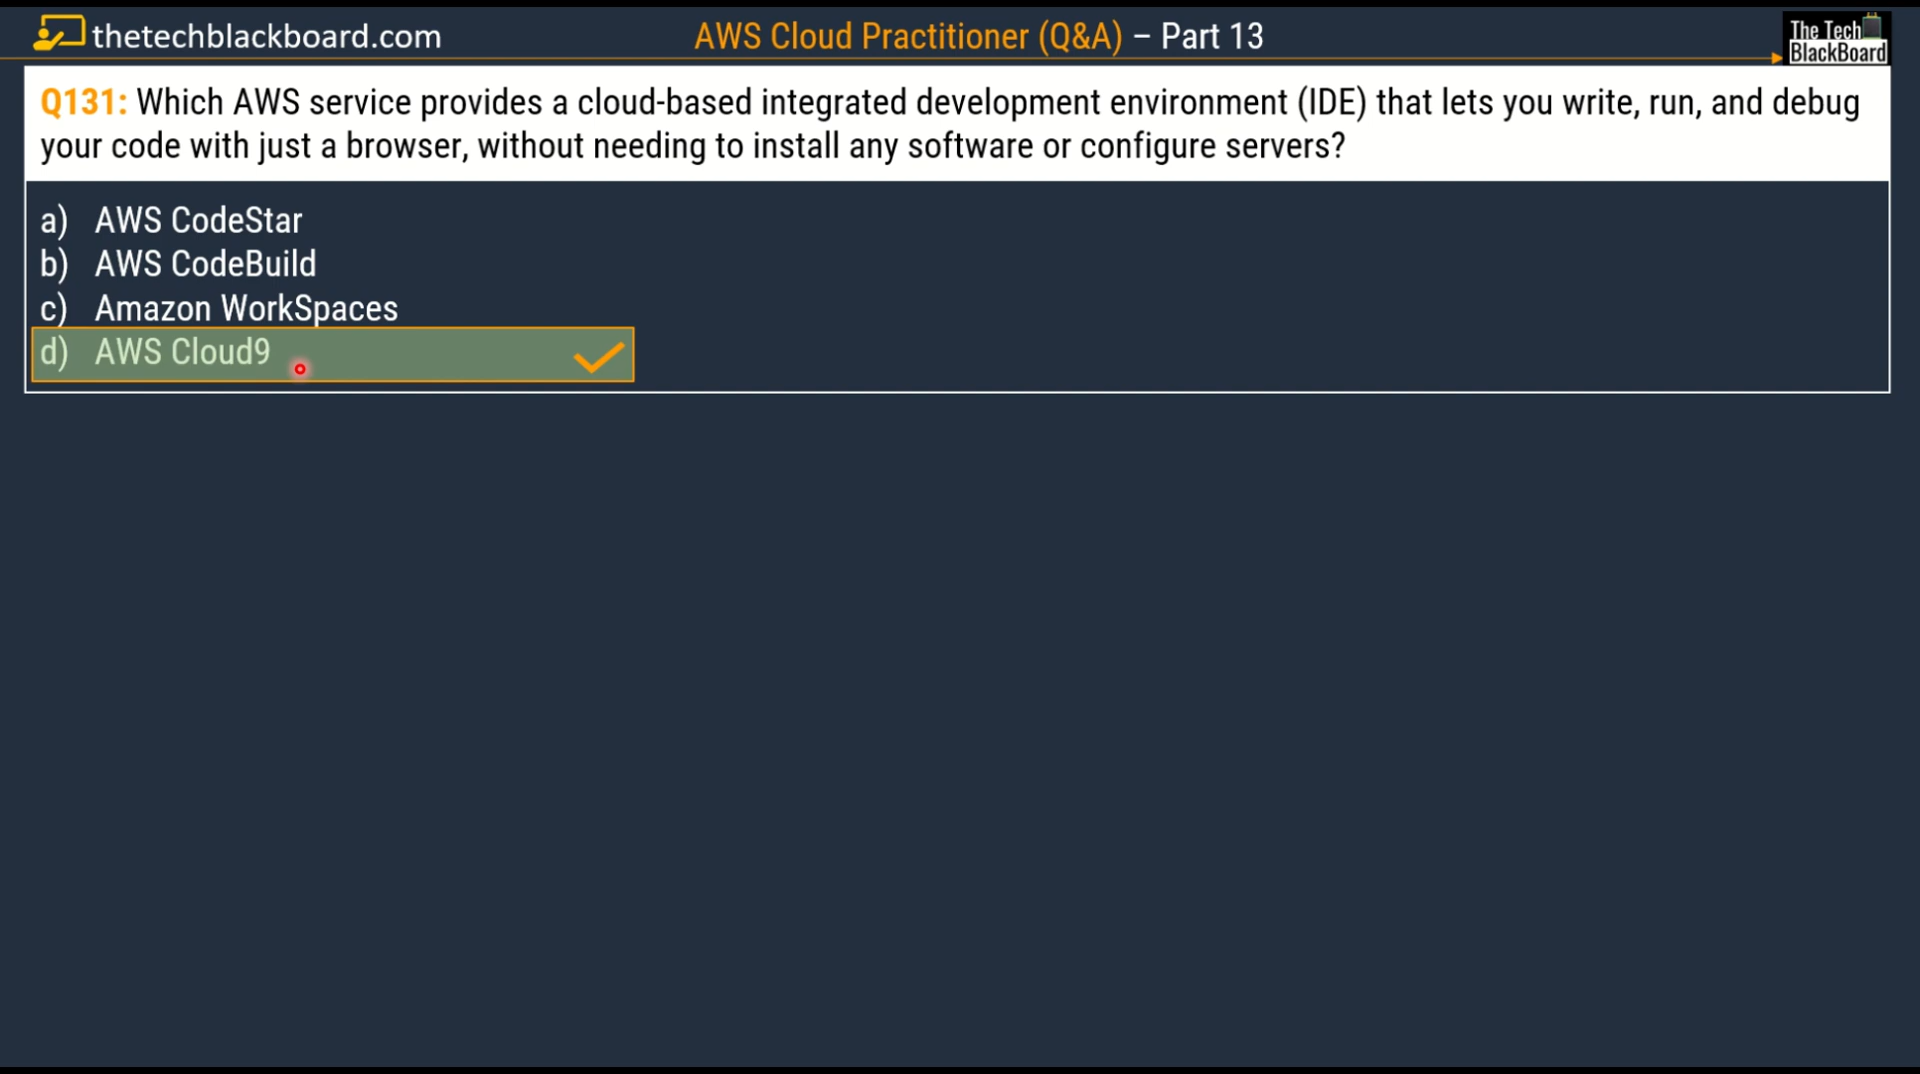 thetechblackboard.com
AWS Cloud Practitioner (Q&A) – Part 13
The Tech
BlackBoard
Q131: Which AWS service provides a cloud-based integrated development environment (IDE) that lets you write, run, and debug
your code with just a browser, without needing to install any software or configure servers?
a) AWS CodeStar
b) AWS CodeBuild
c) Amazon WorkSpaces
d) AWS Cloud9